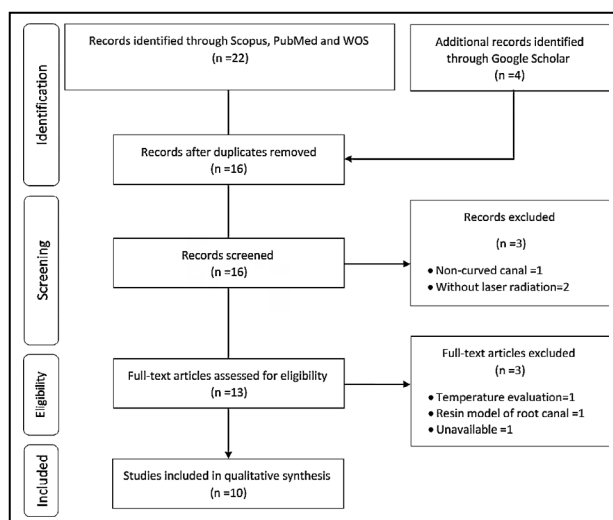 Identification
Records identified through Scopus, PubMed and WOS
(n =22)
Additional records identified
through Google Scholar
(n =4)
Records after duplicates removed
(n =16)
Screening
Records screened
(n =16)
Records excluded
(n =3)
• Non-curved canal =1
• Without laser radiation=2
Eligibility
Full-text articles assessed for eligibility
(n =13)
Full-text articles excluded
(n =3)
• Temperature evaluation=1
• Resin model of root canal =1
• Unavailable =1
Included
Studies included in qualitative synthesis
(n =10)